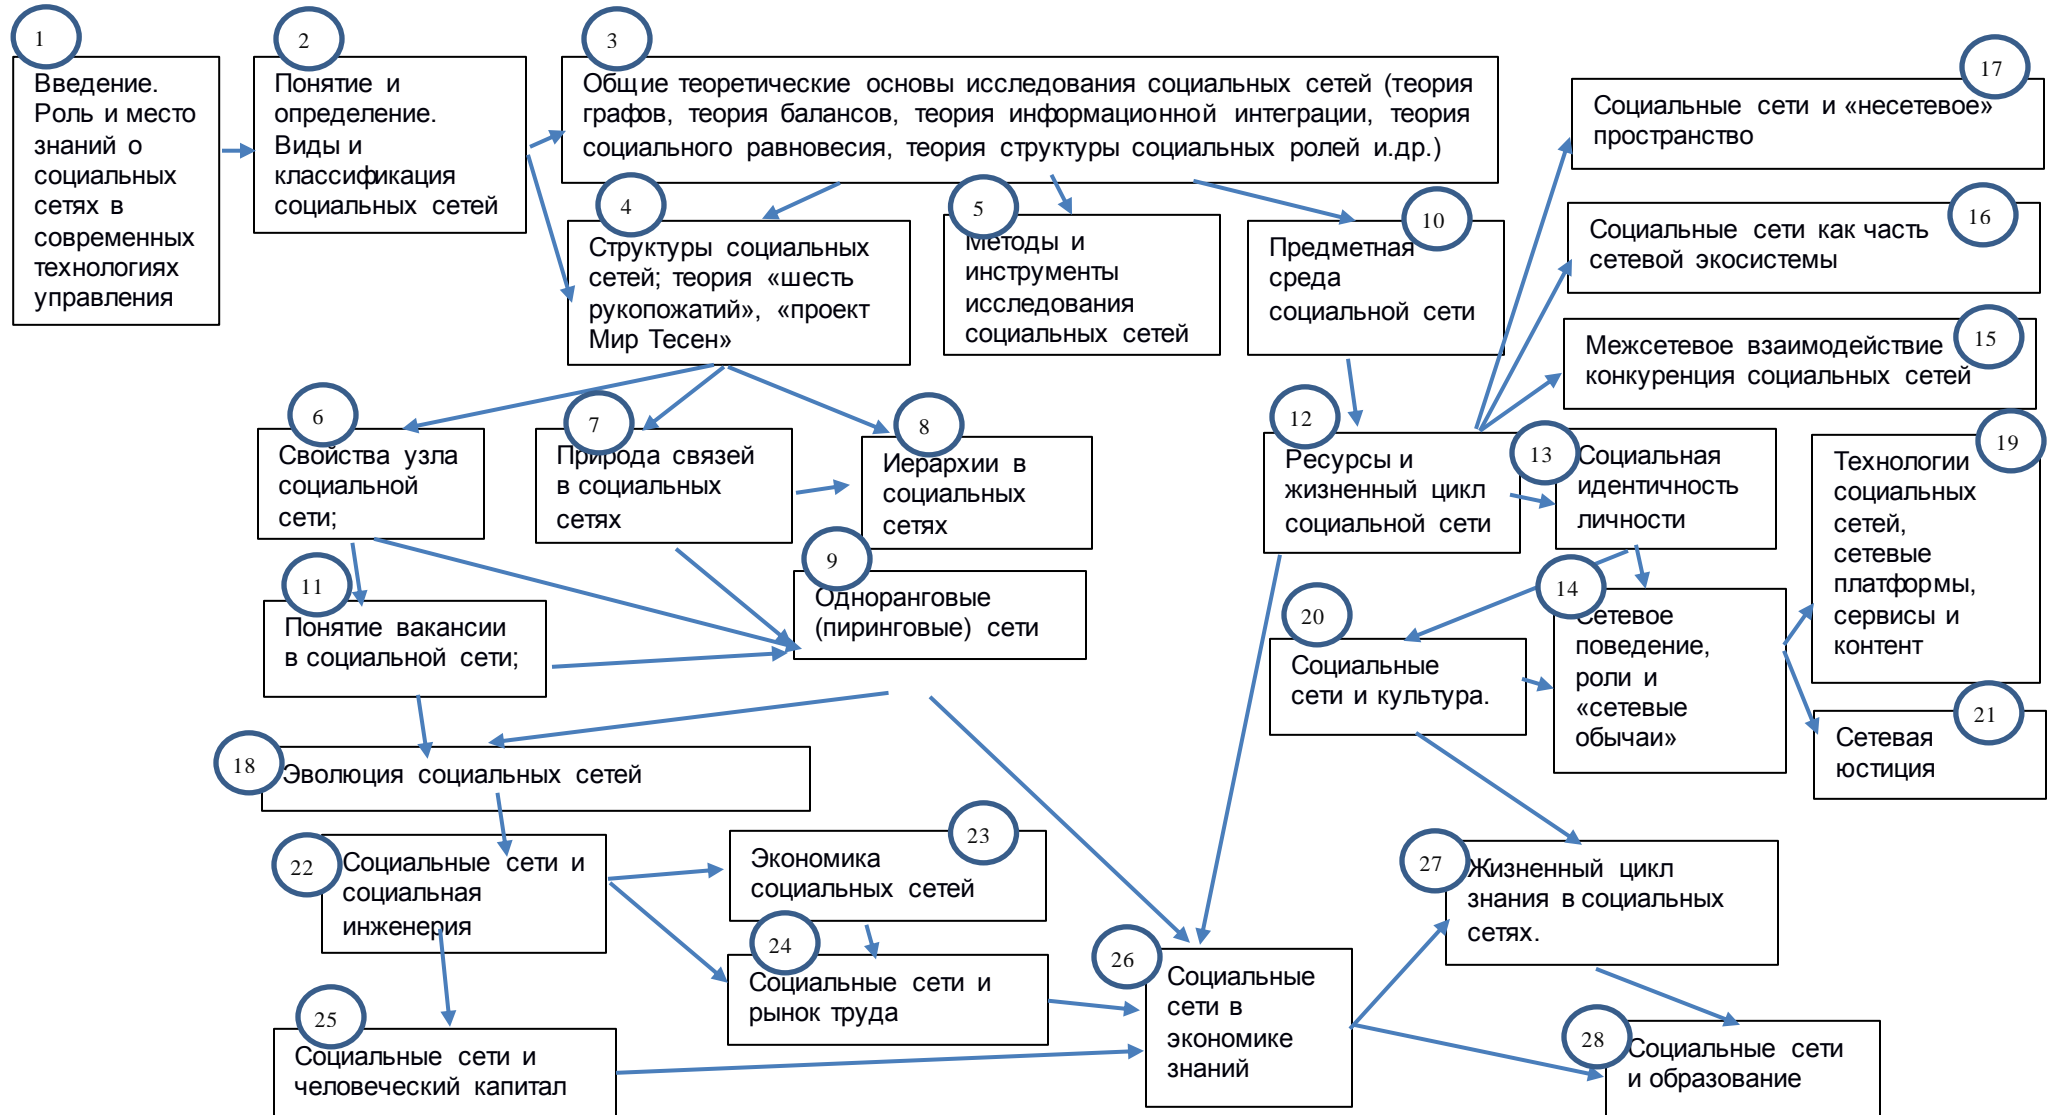 1
Введение.
Роль и место
знаний о
социальных
сетях в
современных
технологиях
управления
2
Понятие и
определение.
Виды и
классификация
социальных сетей
3
Общие теоретические основы исследования социальных сетей (теория
графов, теория балансов, теория информационной интеграции, теория
социального равновесия, теория структуры социальных ролей и.др.)
17
Социальные сети и «несетевое»
пространство
4
Структуры социальных
сетей; теория «шесть
рукопожатий», «проект
Мир Тесен»
5
Методы и
инструменты
исследования
социальных сетей
10
Предметная
среда
социальной сети
16
Социальные сети как часть
сетевой экосистемы
15
Межсетевое взаимодействие
конкуренция социальных сетей
6
Свойства узла
социальной
сети;
7
Природа связей
в социальных
сетях
8
Иерархии в
социальных
сетях
12
Ресурсы и
жизненный цикл
социальной сети
13
Социальная
идентичность
личности
19
Технологии
социальных
сетей,
сетевые
платформы,
сервисы и
контент
9
Одноранговые
(пиринговые) сети
11
Понятие вакансии
в социальной сети;
20
Социальные
сети и культура.
14
Сетевое
поведение,
роли и
«сетевые
обычаи»
21
Сетевая
юстиция
18
Эволюция социальных сетей
22
Социальные сети и
социальная
инженерия
23
Экономика
социальных сетей
24
Социальные сети и
рынок труда
25
Социальные сети и
человеческий капитал
26
Социальные
сети в
экономике
знаний
27
Жизненный цикл
знания в социальных
сетях.
28
Социальные сети
и образование